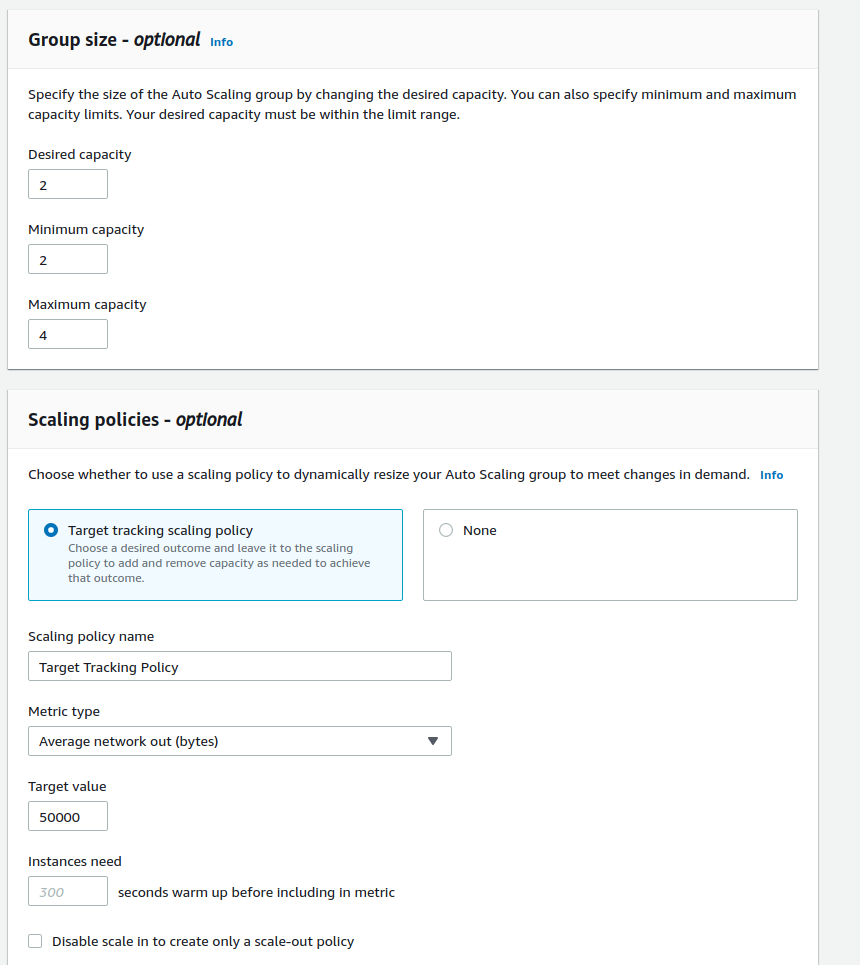 Group size - optional Info
Specify the size of the Auto Scaling group by changing the desired capacity. You can also specify minimum and maximum
capacity limits. Your desired capacity must be within the limit range.
Desired capacity
2
Minimum capacity
2
Maximum capacity
4
Scaling policies - optional
Choose whether to use a scaling policy to dynamically resize your Auto Scaling group to meet changes in demand. Info
Target tracking scaling policy
Choose a desired outcome and leave it to the scaling
policy to add and remove capacity as needed to achieve
that outcome.
None
Scaling policy name
Target Tracking Policy
Metric type
Average network out (bytes)
Target value
50000
Instances need
300 seconds warm up before including in metric
Disable scale in to create only a scale-out policy